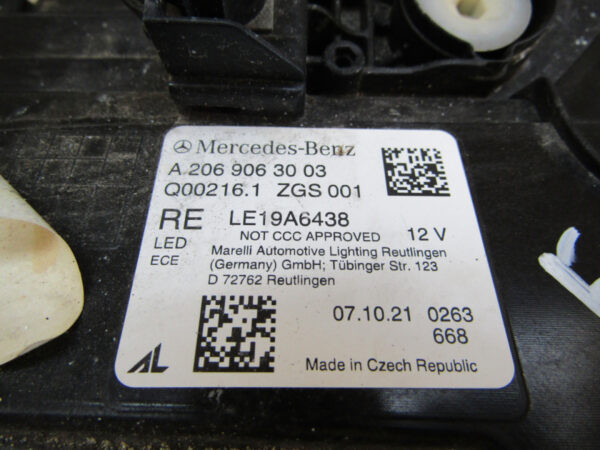 Mercedes-Benz
A 206 906 30 03
Q00216.1 ZGS 001
RE LE19A6438
LED NOT CCC APPROVED 12 V
ECE Marelli Automotive Lighting Reutlingen
(Germany) GmbH; Tübinger Str. 123
D 72762 Reutlingen
07.10.21 0263
668
AL Made in Czech Republic